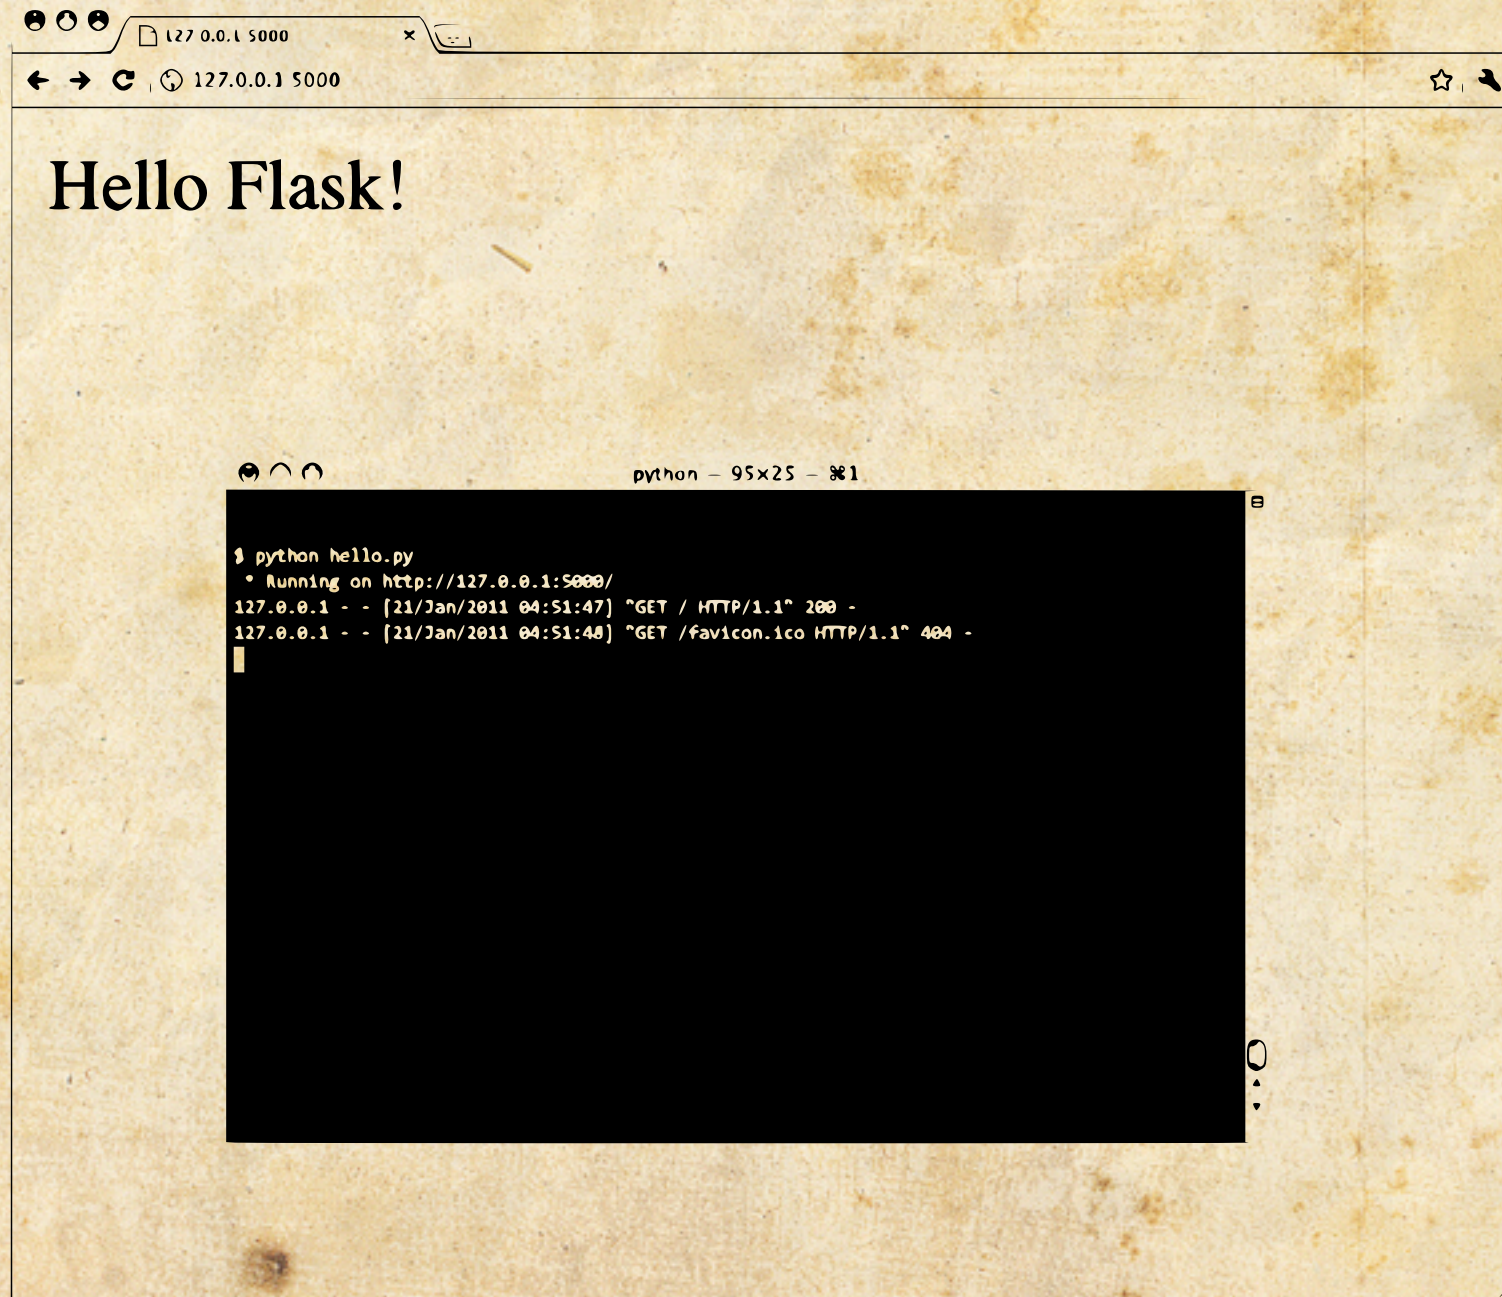 127.0.0.1 5000
127.0.0.1 5000
Hello Flask!
python — 95×25 — ⌘1
$ python hello.py
* Running on http://127.0.0.1:5000/
127.0.0.1 - - [21/Jan/2011 04:51:47] "GET / HTTP/1.1" 200 -
127.0.0.1 - - [21/Jan/2011 04:51:48] "GET /favicon.ico HTTP/1.1" 404 -